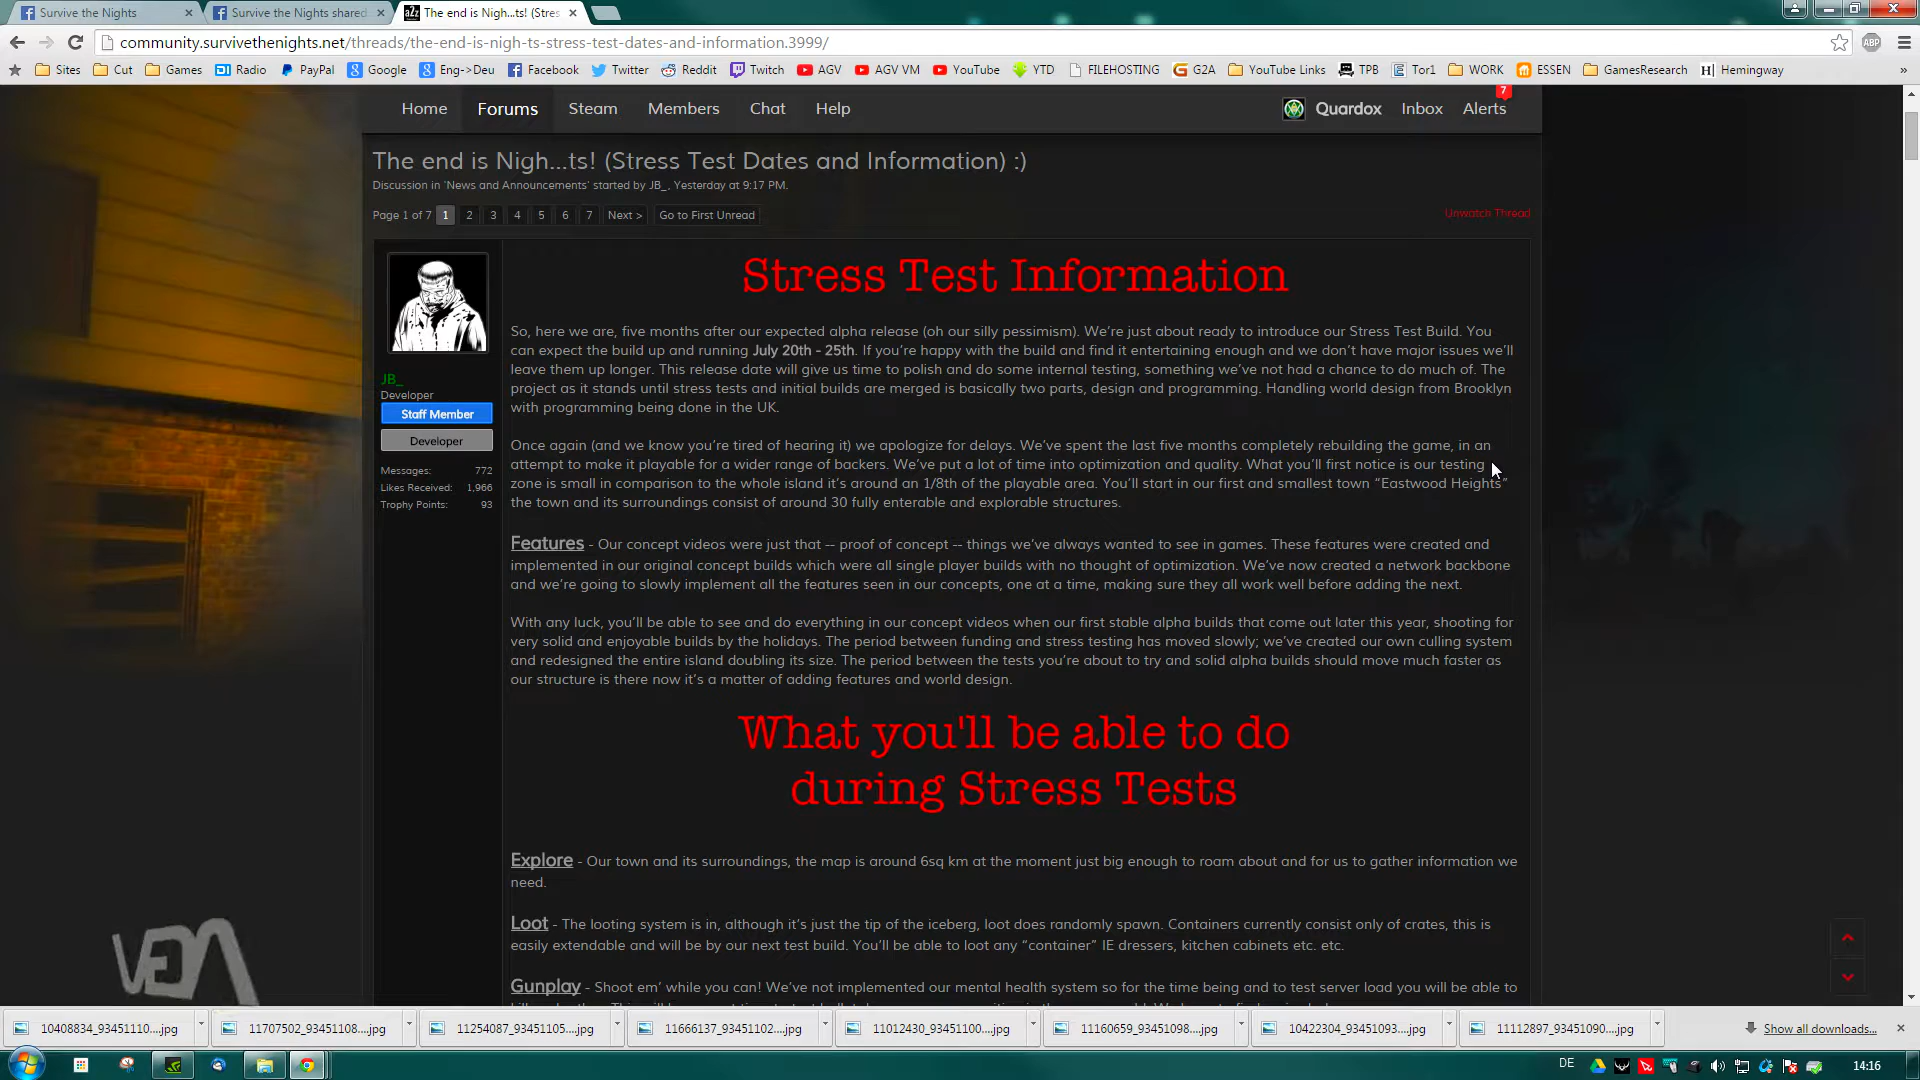 Survive the Nights
Survive the Nights shared
The end is Nigh...ts! (Stres
community.survivethenights.net/threads/the-end-is-nigh-ts-stress-test-dates-and-information.3999/
ABP
Sites Cut Games Radio PayPal Google Eng->Deu Facebook Twitter Reddit Twitch AGV AGV VM YouTube YTD FILEHOSTING G2A YouTube Links TPB Tor1 WORK ESSEN GamesResearch Hemingway »
Home Forums Steam Members Chat Help Quardox Inbox Alerts 7
The end is Nigh...ts! (Stress Test Dates and Information) :)
Discussion in 'News and Announcements' started by JB_, Yesterday at 9:17 PM.
Page 1 of 7 1 2 3 4 5 6 7 Next > Go to First Unread
Unwatch Thread
JB_
Developer
Staff Member
Developer
Messages: 772
Likes Received: 1,966
Trophy Points: 93
Stress Test Information
So, here we are, five months after our expected alpha release (oh our silly pessimism). We're just about ready to introduce our Stress Test Build. You
can expect the build up and running July 20th - 25th. If you're happy with the build and find it entertaining enough and we don't have major issues we'll
leave them up longer. This release date will give us time to polish and do some internal testing, something we've not had a chance to do much of. The
project as it stands until stress tests and initial builds are merged is basically two parts, design and programming. Handling world design from Brooklyn
with programming being done in the UK.
Once again (and we know you're tired of hearing it) we apologize for delays. We've spent the last five months completely rebuilding the game, in an
attempt to make it playable for a wider range of backers. We've put a lot of time into optimization and quality. What you'll first notice is our testing
zone is small in comparison to the whole island it's around an 1/8th of the playable area. You'll start in our first and smallest town “Eastwood Heights”
the town and its surroundings consist of around 30 fully enterable and explorable structures.
Features - Our concept videos were just that -- proof of concept -- things we've always wanted to see in games. These features were created and
implemented in our original concept builds which were all single player builds with no thought of optimization. We've now created a network backbone
and we're going to slowly implement all the features seen in our concepts, one at a time, making sure they all work well before adding the next.
With any luck, you'll be able to see and do everything in our concept videos when our first stable alpha builds that come out later this year, shooting for
very solid and enjoyable builds by the holidays. The period between funding and stress testing has moved slowly; we've created our own culling system
and redesigned the entire island doubling its size. The period between the tests you're about to try and solid alpha builds should move much faster as
our structure is there now it's a matter of adding features and world design.
What you'll be able to do
during Stress Tests
Explore - Our town and its surroundings, the map is around 6sq km at the moment just big enough to roam about and for us to gather information we
need.
Loot - The looting system is in, although it's just the tip of the iceberg, loot does randomly spawn. Containers currently consist only of crates, this is
easily extendable and will be by our next test build. You'll be able to loot any “container” IE dressers, kitchen cabinets etc. etc.
Gunplay - Shoot em' while you can! We've not implemented our mental health system so for the time being and to test server load you will be able to
10408834_93451110....jpg 11707502_93451108....jpg 11254087_93451105....jpg 11666137_93451102....jpg 11012430_93451100....jpg 11160659_93451098....jpg 10422304_93451093....jpg 11112897_93451090....jpg Show all downloads...
DE 14:16